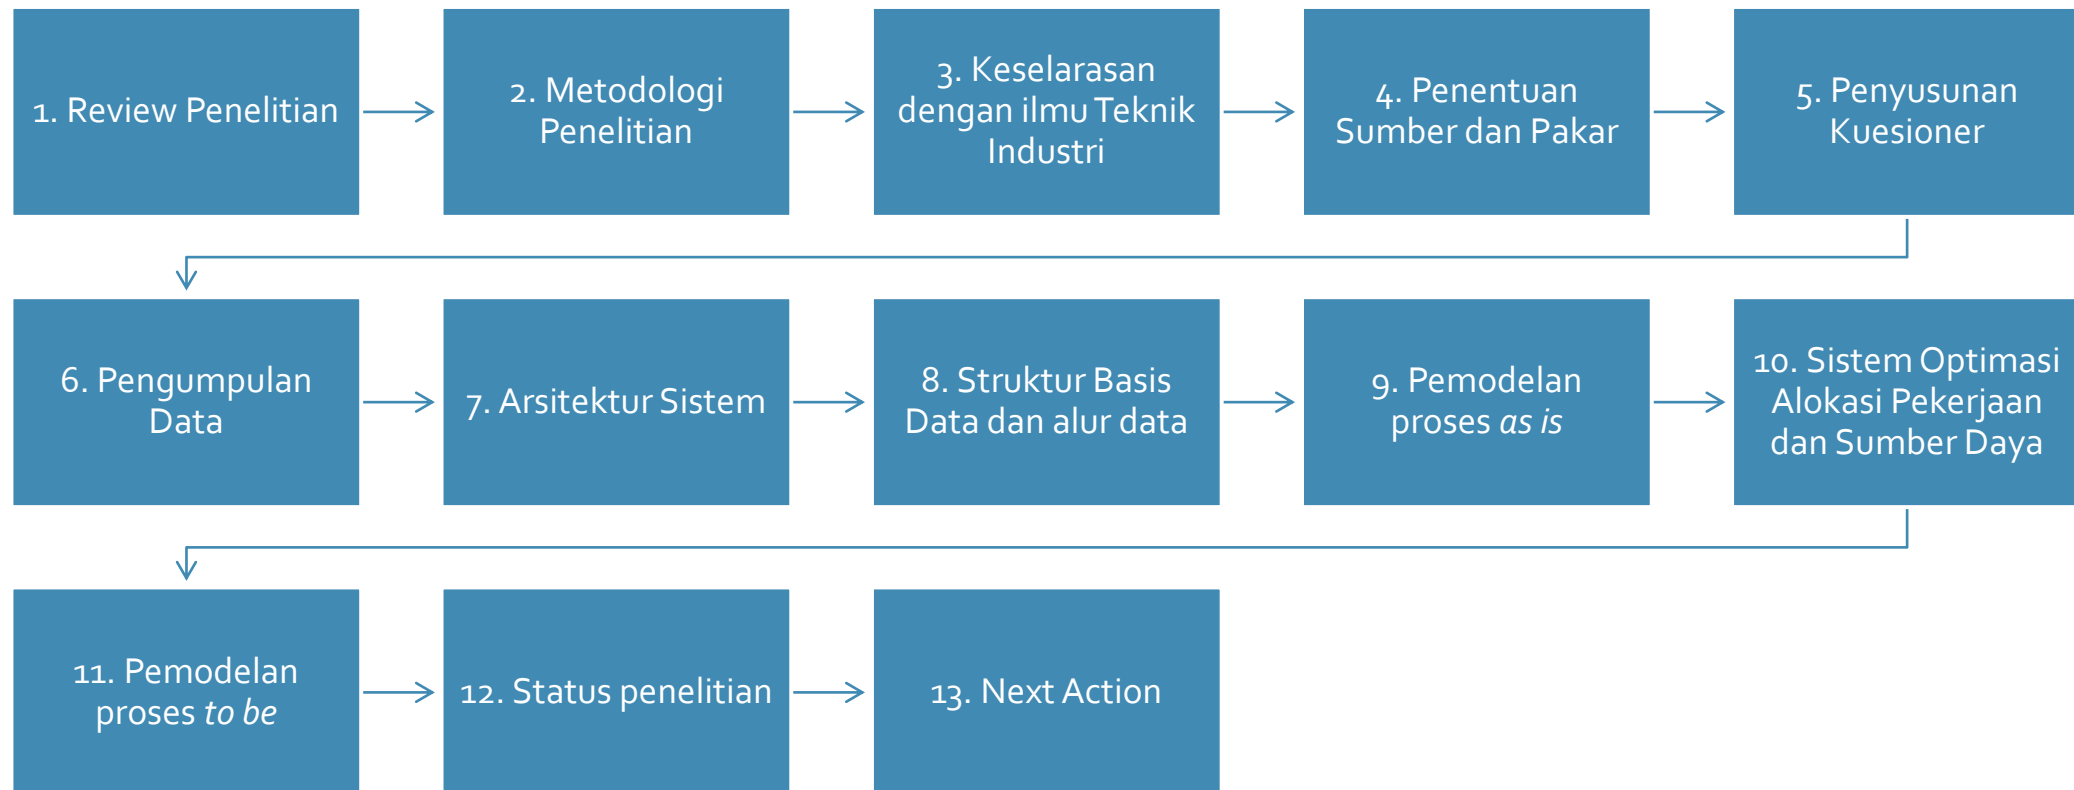 1. Review Penelitian
2. Metodologi
Penelitian
3. Keselarasan
dengan ilmu Teknik
Industri
4. Penentuan
Sumber dan Pakar
5. Penyusunan
Kuesioner
6. Pengumpulan
Data
7. Arsitektur Sistem
8. Struktur Basis
Data dan alur data
9. Pemodelan
proses as is
10. Sistem Optimasi
Alokasi Pekerjaan
dan Sumber Daya
11. Pemodelan
proses to be
12. Status penelitian
13. Next Action